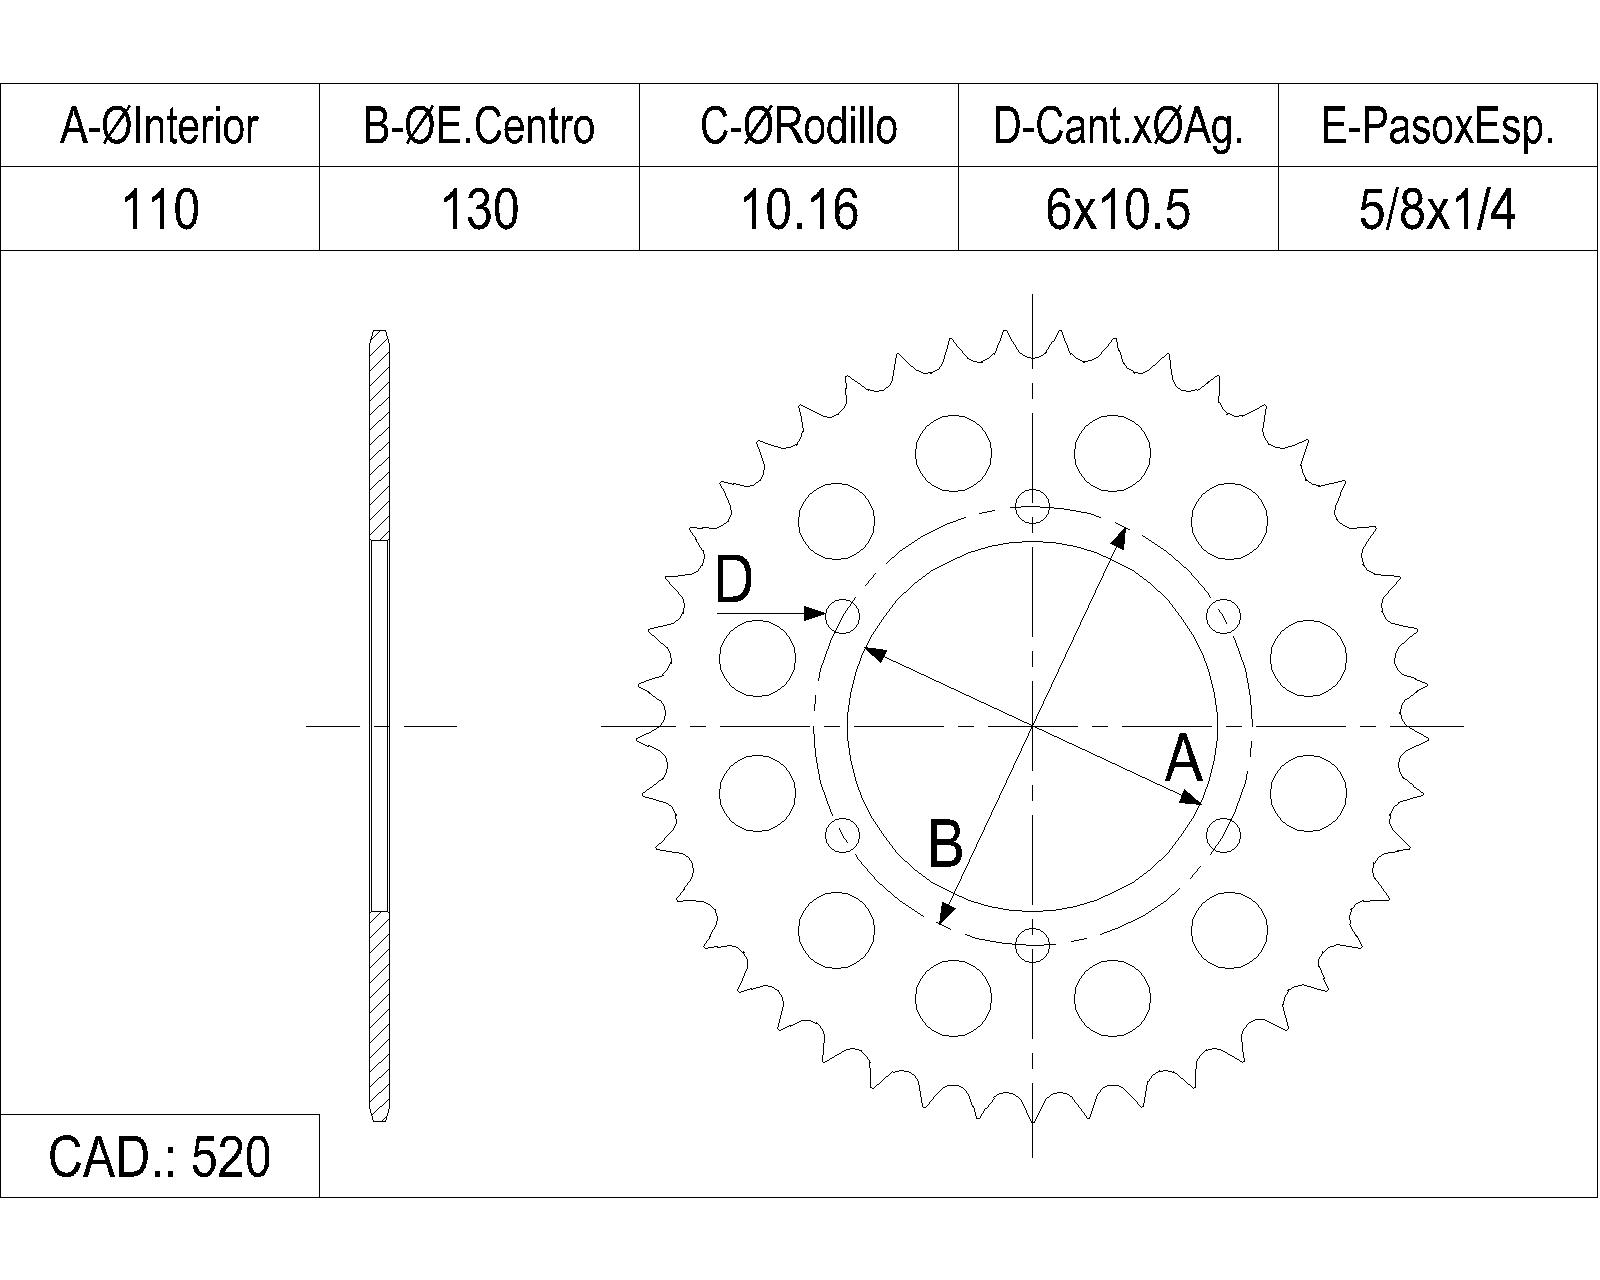 A-ØInterior B-ØE.Centro C-ØRodillo D-Cant.xØAg. E-PasoxEsp.
110 130 10.16 6x10.5 5/8x1/4
D
A
B
CAD.: 520